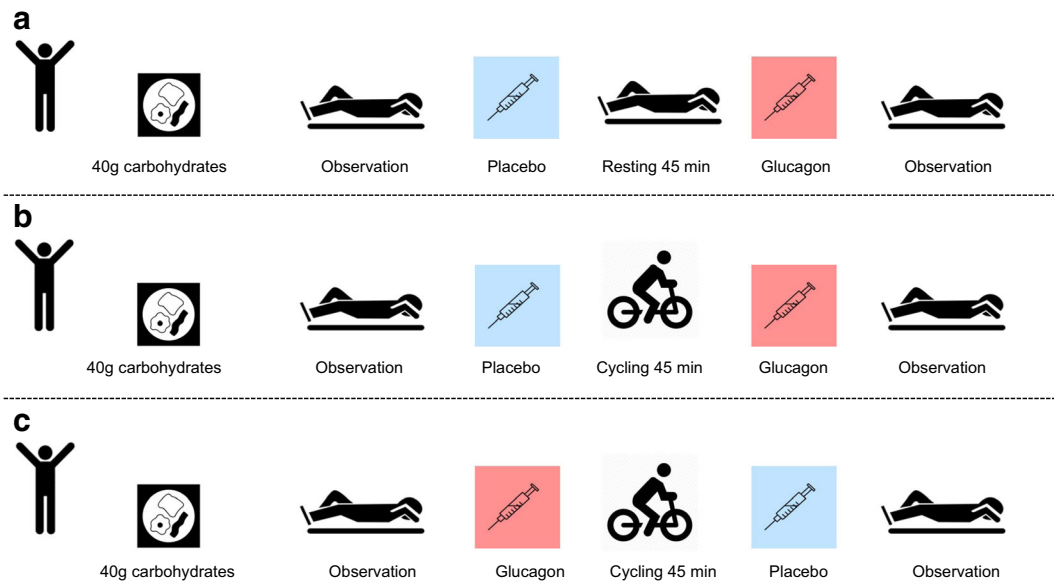 a
40g carbohydrates Observation Placebo Resting 45 min Glucagon Observation
b
40g carbohydrates Observation Placebo Cycling 45 min Glucagon Observation
c
40g carbohydrates Observation Glucagon Cycling 45 min Placebo Observation